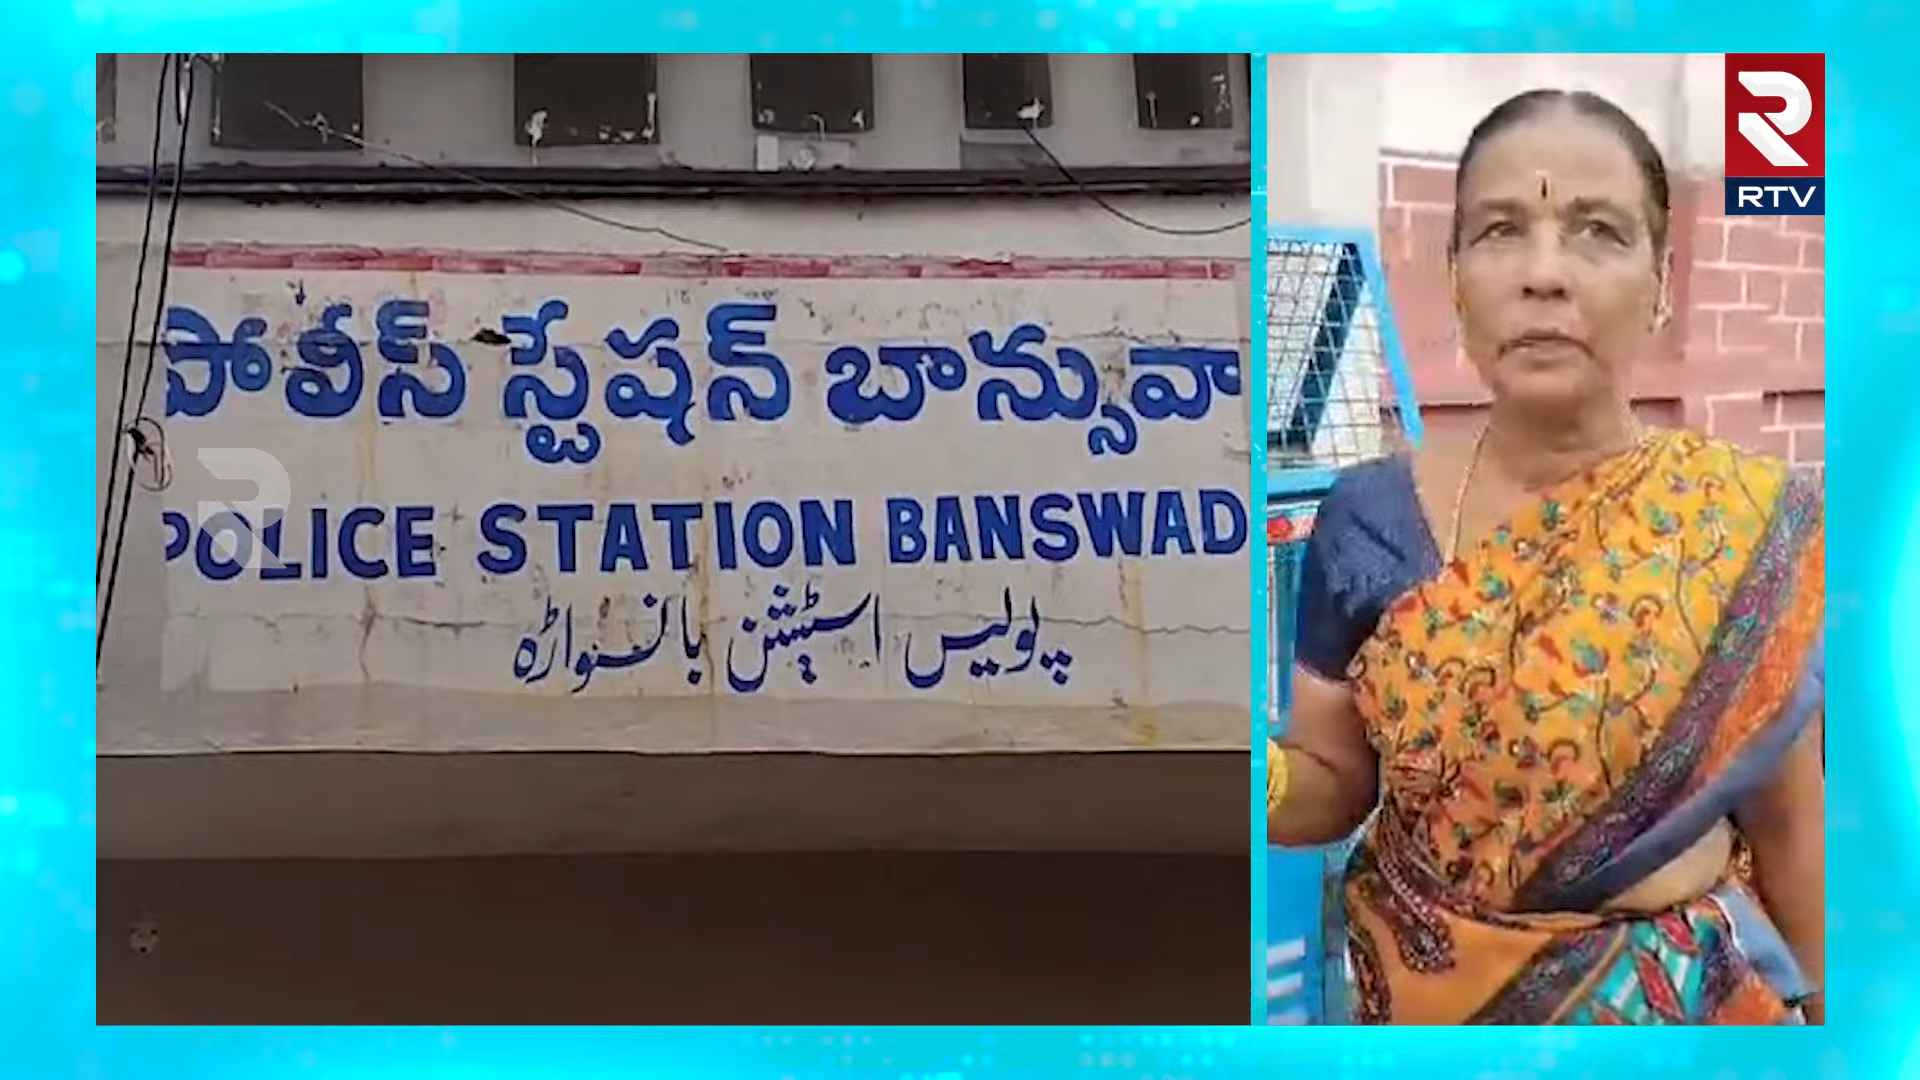 పోలీస్ స్టేషన్ బాన్సువా
POLICE STATION BANSWAD
پولیس اسٹیشن بانسواڑہ
RTV